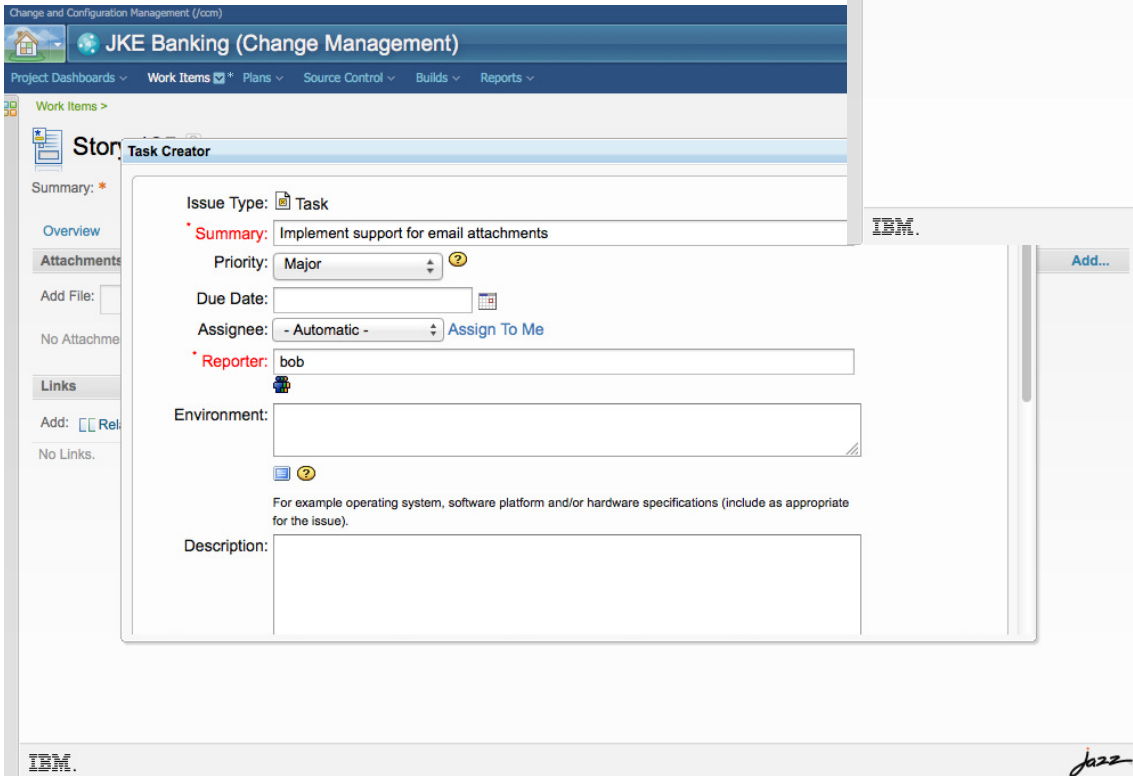 Change and Configuration Management (/ccm)
JKE Banking (Change Management)
Project Dashboards Work Items * Plans Source Control Builds Reports
Work Items >
Task Creator
Summary: *
Issue Type: Task
* Summary: Implement support for email attachments
Overview
IBM.
Attachments
Priority: Major ?
Add...
Add File:
Due Date:
Assignee: - Automatic - Assign To Me
No Attachme
* Reporter: bob
Links
Environment:
Add: Rel
No Links.
?
For example operating system, software platform and/or hardware specifications (include as appropriate
for the issue).
Description:
IBM.
jazz